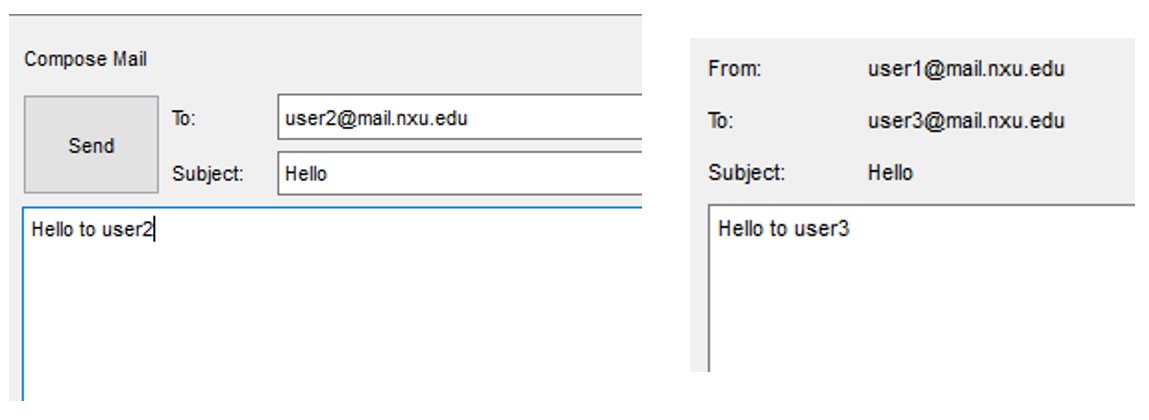 Compose Mail
Send
To: user2@mail.nxu.edu
Subject: Hello
Hello to user2
From: user1@mail.nxu.edu
To: user3@mail.nxu.edu
Subject: Hello
Hello to user3